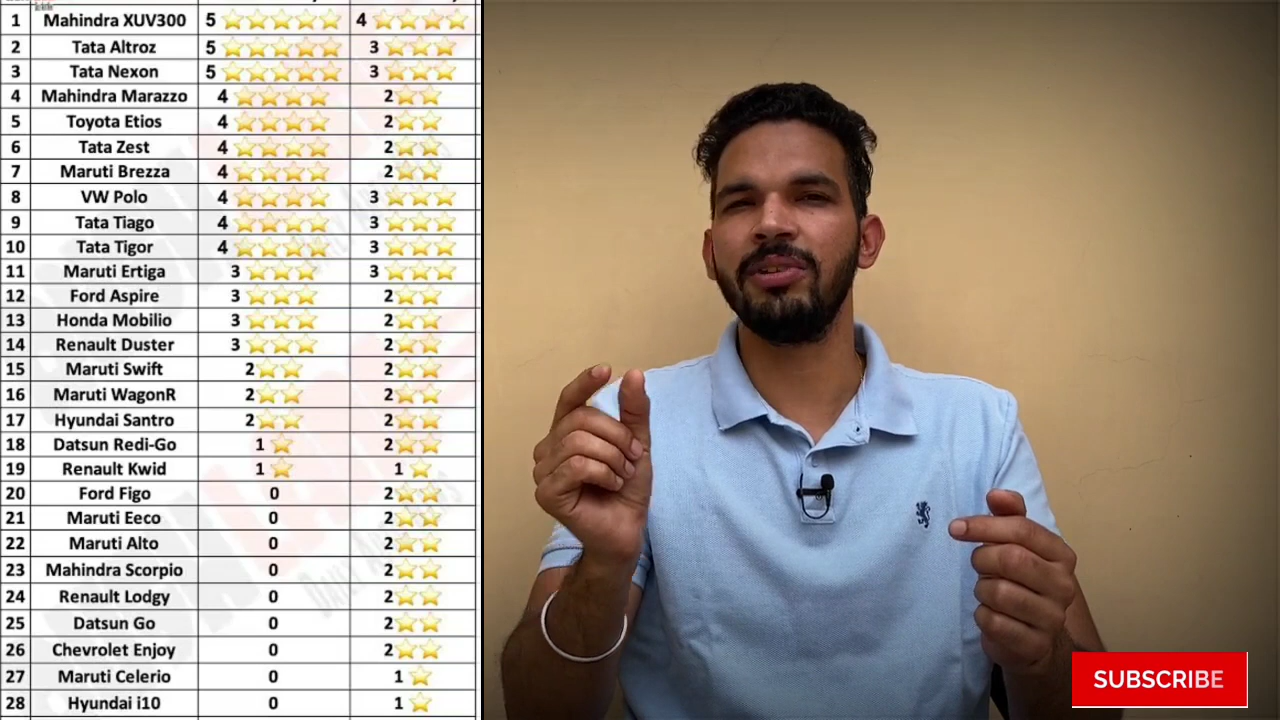 1 Mahindra XUV300 5 4
2 Tata Altroz 5 3
3 Tata Nexon 5 3
4 Mahindra Marazzo 4 2
5 Toyota Etios 4 2
6 Tata Zest 4 2
7 Maruti Brezza 4 2
8 VW Polo 4 3
9 Tata Tiago 4 3
10 Tata Tigor 4 3
11 Maruti Ertiga 3 3
12 Ford Aspire 3 2
13 Honda Mobilio 3 2
14 Renault Duster 3 2
15 Maruti Swift 2 2
16 Maruti WagonR 2 2
17 Hyundai Santro 2 2
18 Datsun Redi-Go 1 2
19 Renault Kwid 1 1
20 Ford Figo 0 2
21 Maruti Eeco 0 2
22 Maruti Alto 0 2
23 Mahindra Scorpio 0 2
24 Renault Lodgy 0 2
25 Datsun Go 0 2
26 Chevrolet Enjoy 0 2
27 Maruti Celerio 0 1
28 Hyundai i10 0 1
SUBSCRIBE